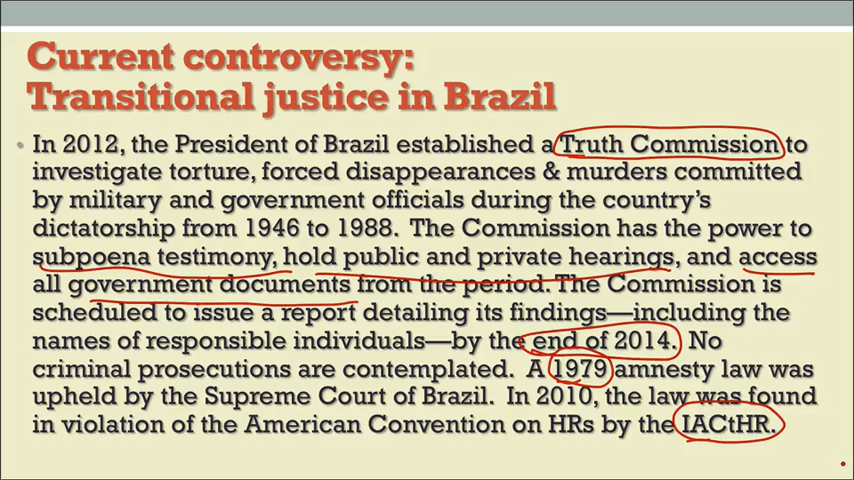 Current controversy:
Transitional justice in Brazil
• In 2012, the President of Brazil established a Truth Commission to
investigate torture, forced disappearances & murders committed
by military and government officials during the country's
dictatorship from 1946 to 1988. The Commission has the power to
subpoena testimony, hold public and private hearings, and access
all government documents from the period. The Commission is
scheduled to issue a report detailing its findings—including the
names of responsible individuals—by the end of 2014. No
criminal prosecutions are contemplated. A 1979 amnesty law was
upheld by the Supreme Court of Brazil. In 2010, the law was found
in violation of the American Convention on HRs by the IACtHR.